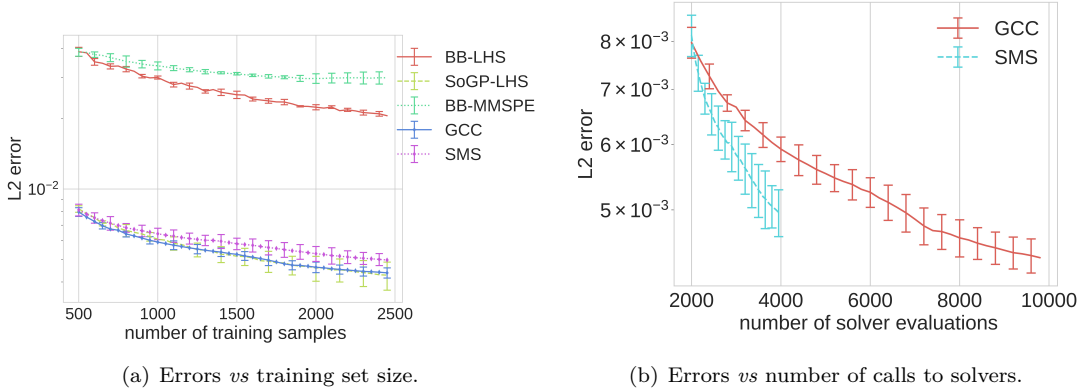 L2 error
10⁻²
500
1000
1500
2000
2500
number of training samples
BB-LHS
SoGP-LHS
BB-MMSPE
GCC
SMS
(a) Errors vs training set size.
L2 error
8 × 10⁻³
7 × 10⁻³
6 × 10⁻³
5 × 10⁻³
2000
4000
6000
8000
10000
number of solver evaluations
GCC
SMS
(b) Errors vs number of calls to solvers.